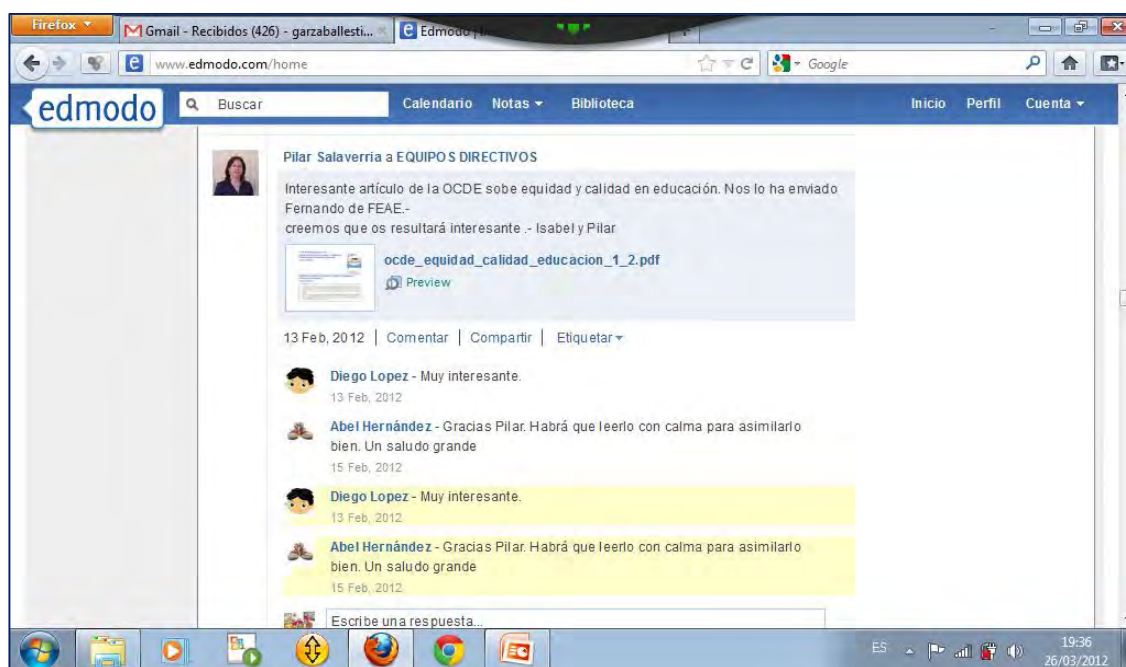 Firefox
Gmail - Recibidos (426) - garzaballesti...
Edmodo
www.edmodo.com/home
Google
edmodo
Buscar
Calendario
Notas
Biblioteca
Inicio
Perfil
Cuenta
Pilar Salaverria a EQUIPOS DIRECTIVOS
Interesante artículo de la OCDE sobe equidad y calidad en educación. Nos lo ha enviado
Fernando de FEAE.-
creemos que os resultará interesante .- Isabel y Pilar
ocde_equidad_calidad_educacion_1_2.pdf
Preview
13 Feb, 2012 | Comentar | Compartir | Etiquetar
Diego Lopez - Muy interesante.
13 Feb, 2012
Abel Hernández - Gracias Pilar. Habrá que leerlo con calma para asimilarlo
bien. Un saludo grande
15 Feb, 2012
Diego Lopez - Muy interesante.
13 Feb, 2012
Abel Hernández - Gracias Pilar. Habrá que leerlo con calma para asimilarlo
bien. Un saludo grande
15 Feb, 2012
Escribe una respuesta...
ES
19:36
26/03/2012